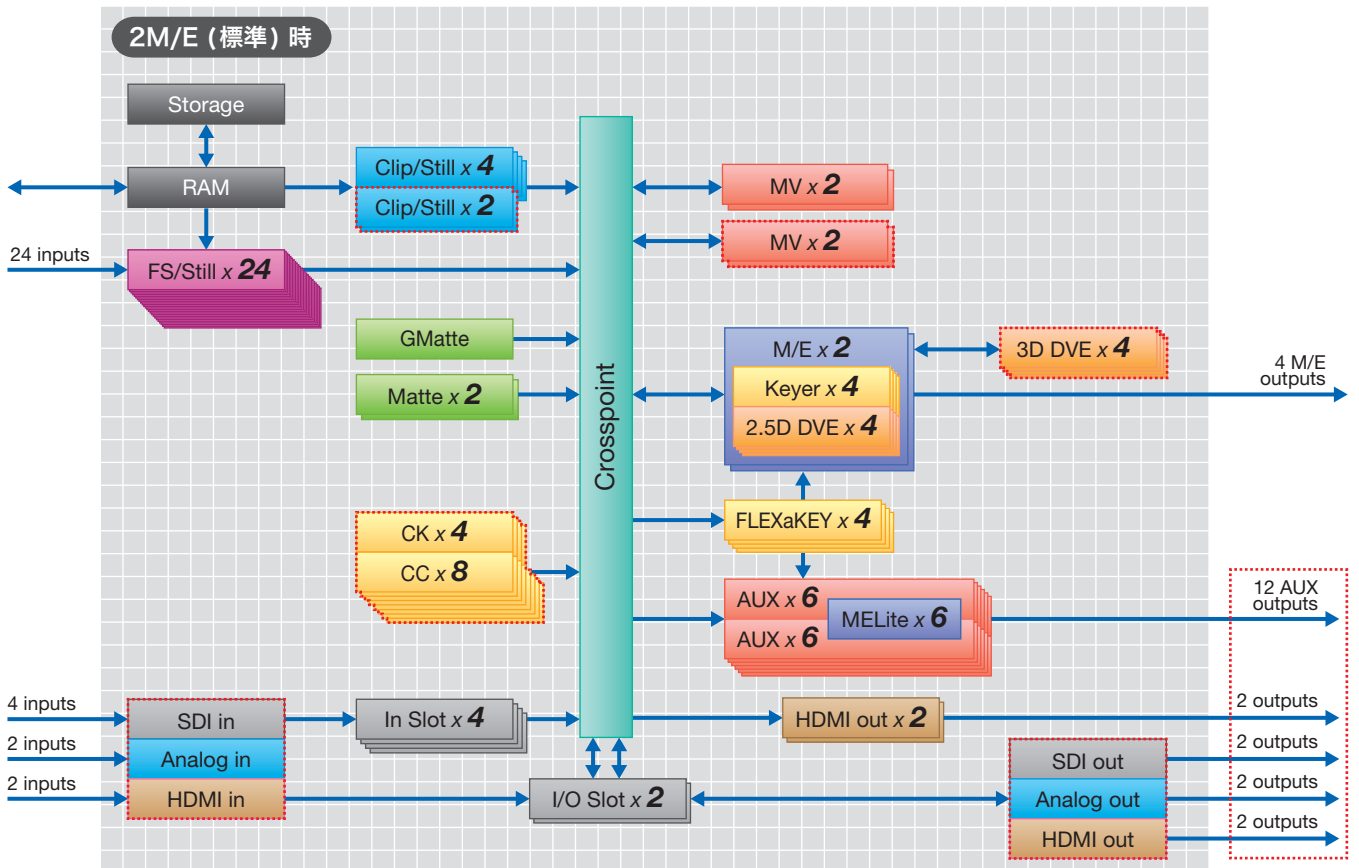 2M/E (標準) 時
Storage
RAM
Clip/Still x 4
Clip/Still x 2
24 inputs
FS/Still x 24
GMatte
Matte x 2
CK x 4
CC x 8
Crosspoint
MV x 2
MV x 2
M/E x 2
Keyer x 4
2.5D DVE x 4
3D DVE x 4
4 M/E
outputs
FLEXaKEY x 4
AUX x 6
AUX x 6
MELite x 6
12 AUX
outputs
4 inputs
2 inputs
2 inputs
SDI in
Analog in
HDMI in
In Slot x 4
I/O Slot x 2
HDMI out x 2
SDI out
Analog out
HDMI out
2 outputs
2 outputs
2 outputs
2 outputs